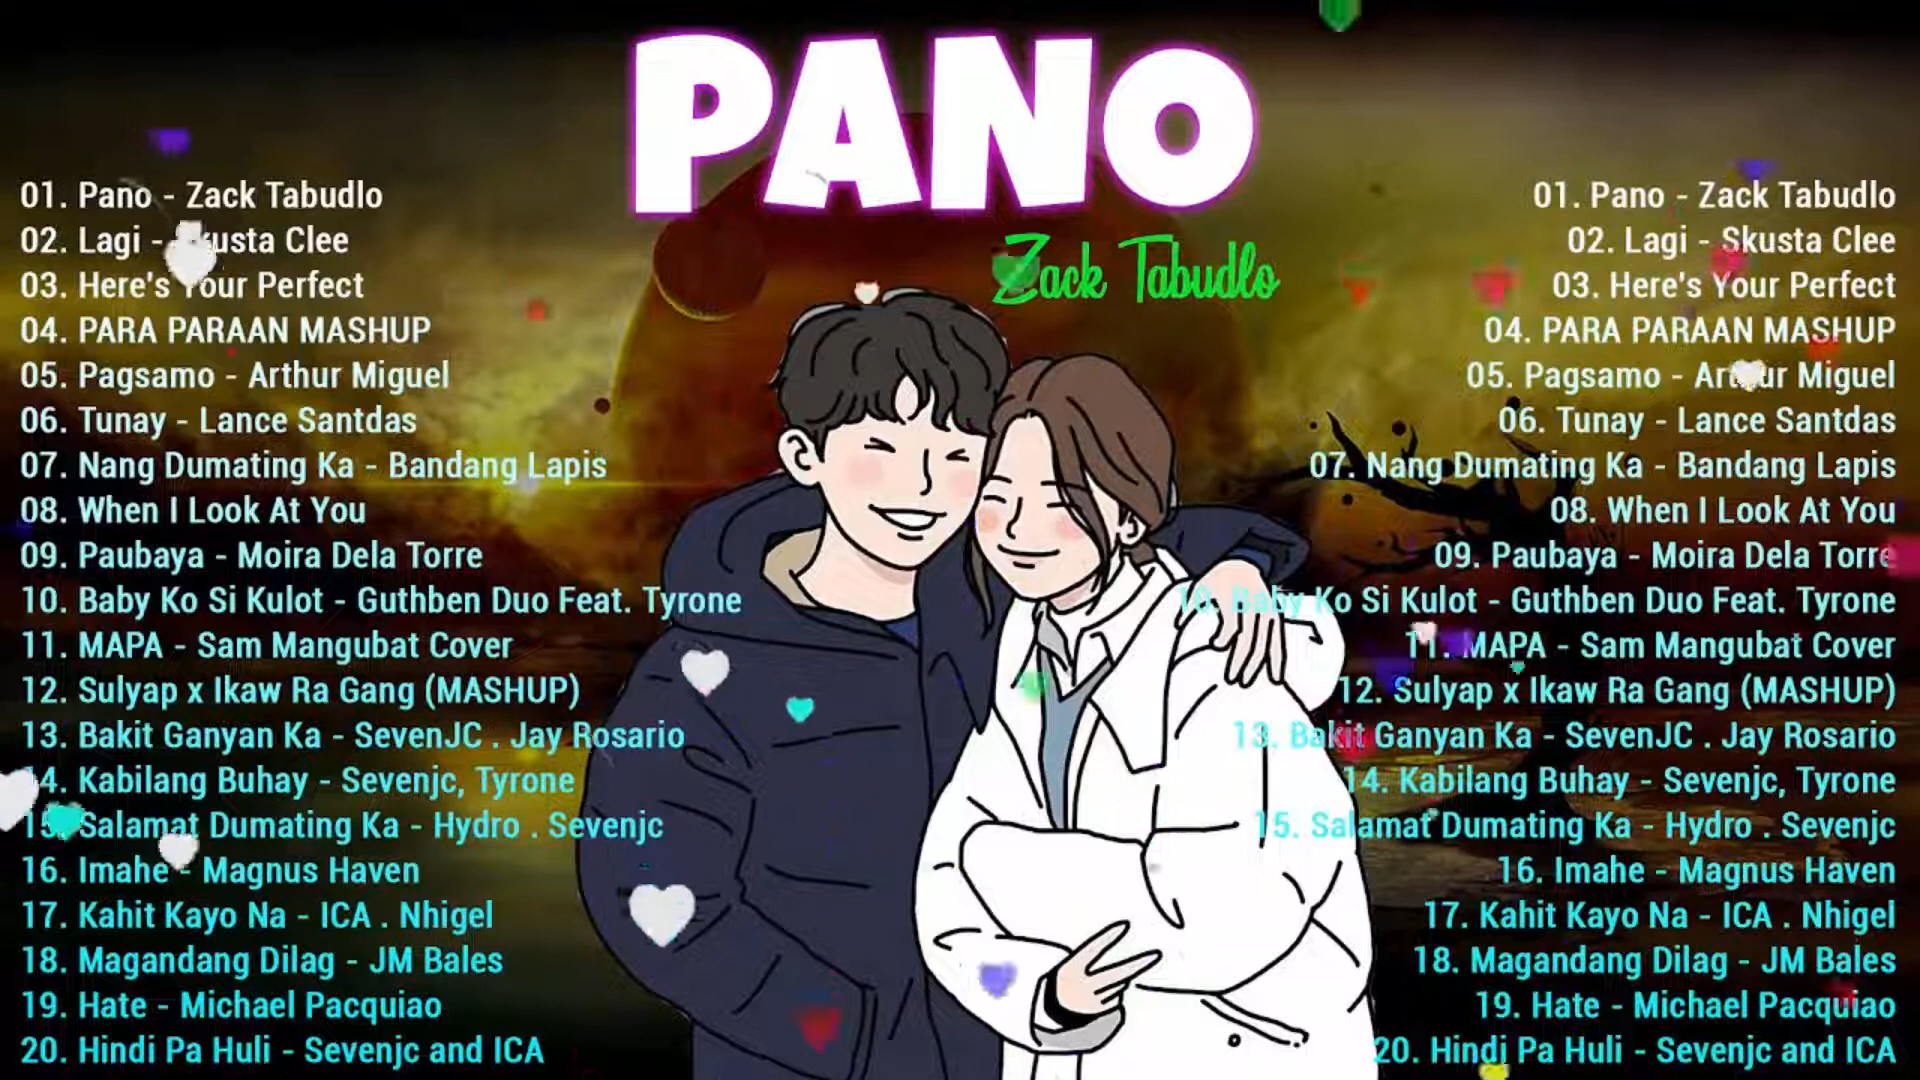 PANO
Zack Tabudlo
01. Pano - Zack Tabudlo
02. Lagi - Skusta Clee
03. Here's Your Perfect
04. PARA PARAAN MASHUP
05. Pagsamo - Arthur Miguel
06. Tunay - Lance Santdas
07. Nang Dumating Ka - Bandang Lapis
08. When I Look At You
09. Paubaya - Moira Dela Torre
10. Baby Ko Si Kulot - Guthben Duo Feat. Tyrone
11. MAPA - Sam Mangubat Cover
12. Sulyap x Ikaw Ra Gang (MASHUP)
13. Bakit Ganyan Ka - SevenJC . Jay Rosario
14. Kabilang Buhay - Sevenjc, Tyrone
15. Salamat Dumating Ka - Hydro . Sevenjc
16. Imahe - Magnus Haven
17. Kahit Kayo Na - ICA . Nhigel
18. Magandang Dilag - JM Bales
19. Hate - Michael Pacquiao
20. Hindi Pa Huli - Sevenjc and ICA
01. Pano - Zack Tabudlo
02. Lagi - Skusta Clee
03. Here's Your Perfect
04. PARA PARAAN MASHUP
05. Pagsamo - Arthur Miguel
06. Tunay - Lance Santdas
07. Nang Dumating Ka - Bandang Lapis
08. When I Look At You
09. Paubaya - Moira Dela Torre
10. Baby Ko Si Kulot - Guthben Duo Feat. Tyrone
11. MAPA - Sam Mangubat Cover
12. Sulyap x Ikaw Ra Gang (MASHUP)
13. Bakit Ganyan Ka - SevenJC . Jay Rosario
14. Kabilang Buhay - Sevenjc, Tyrone
15. Salamat Dumating Ka - Hydro . Sevenjc
16. Imahe - Magnus Haven
17. Kahit Kayo Na - ICA . Nhigel
18. Magandang Dilag - JM Bales
19. Hate - Michael Pacquiao
20. Hindi Pa Huli - Sevenjc and ICA